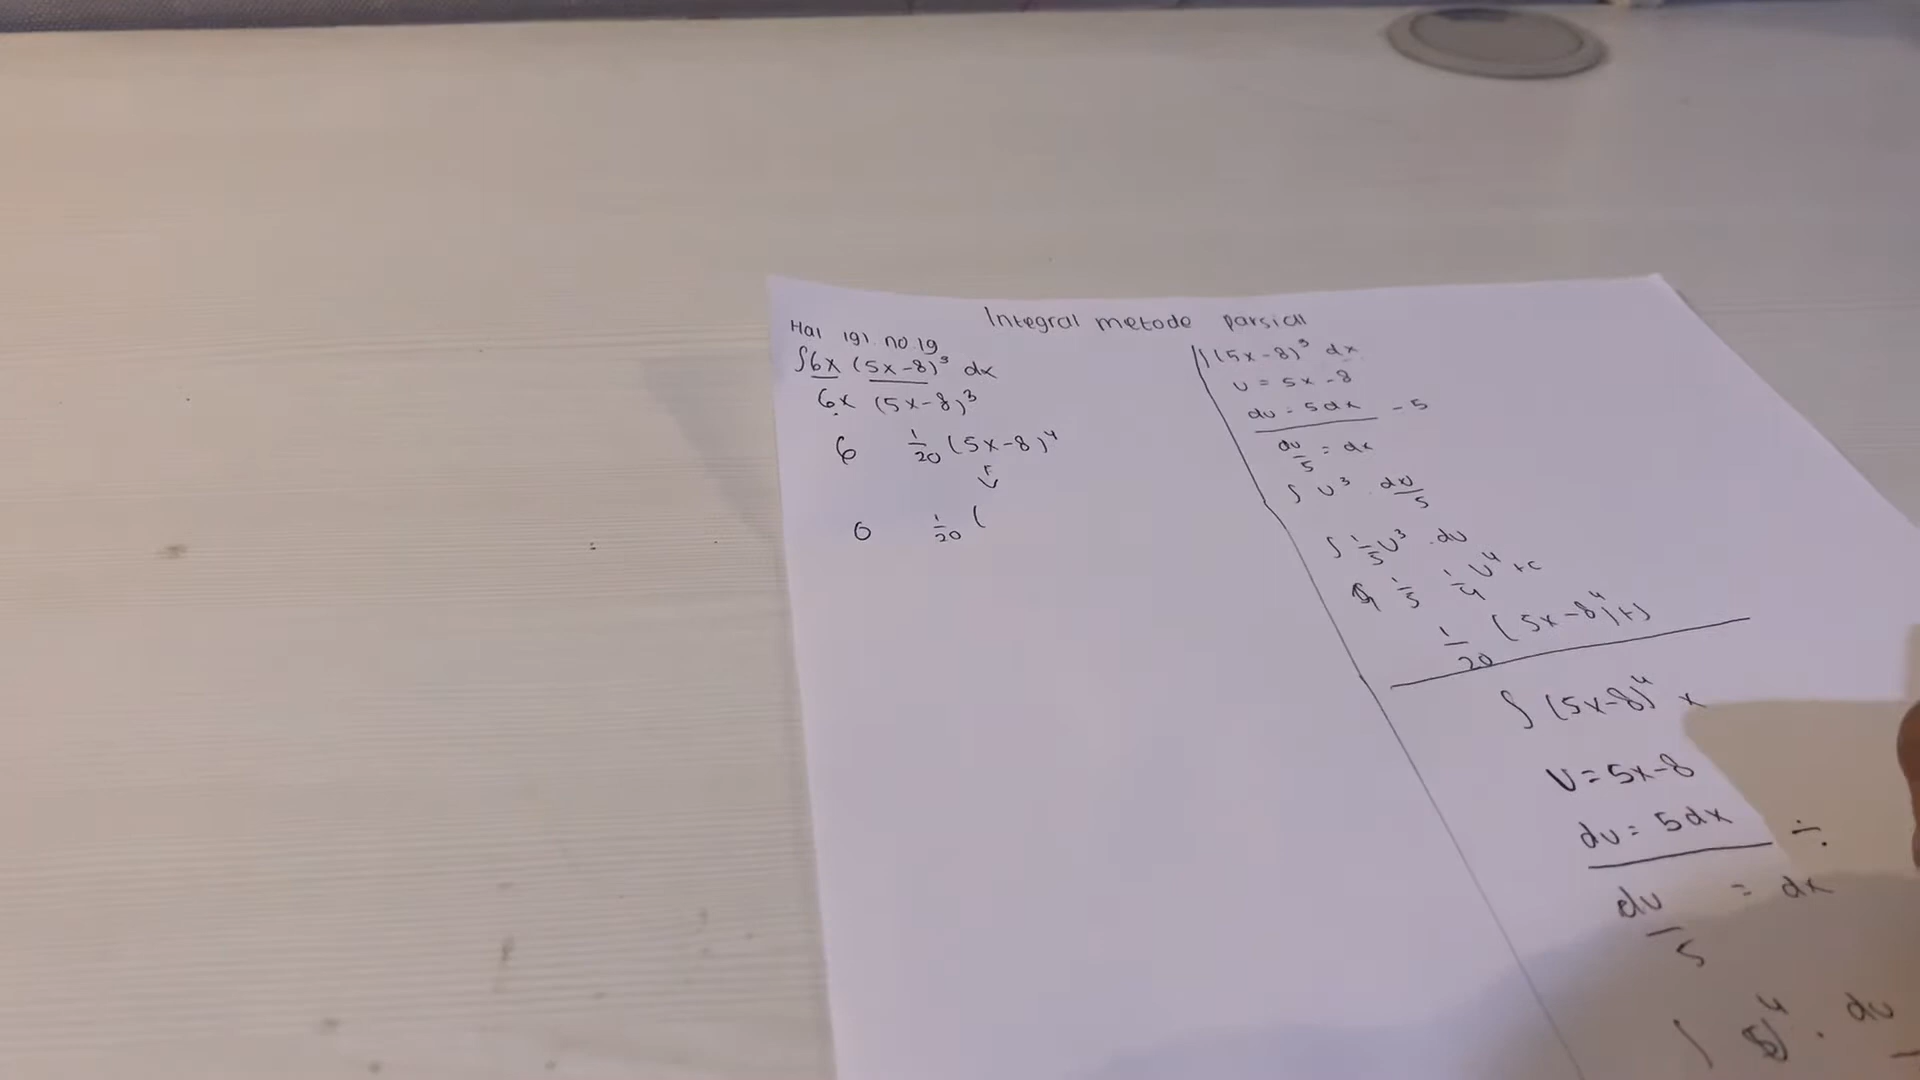 Integral metode parsial
Hal 191 no.19
∫6x (5x-8)³ dx
6x (5x-8)³
6 1/20 (5x-8)⁴
0 1/20 (
∫(5x-8)³ dx
u = 5x-8
du = 5dx - 5
du/5 = dx
∫ u³ . du/5
∫ 1/5 u³ . du
1/5 1/4 u⁴ + c
1/20 (5x-8⁴)+)
∫ (5x-8)⁴ x
U = 5x-8
du = 5dx ÷
du/5 = dx